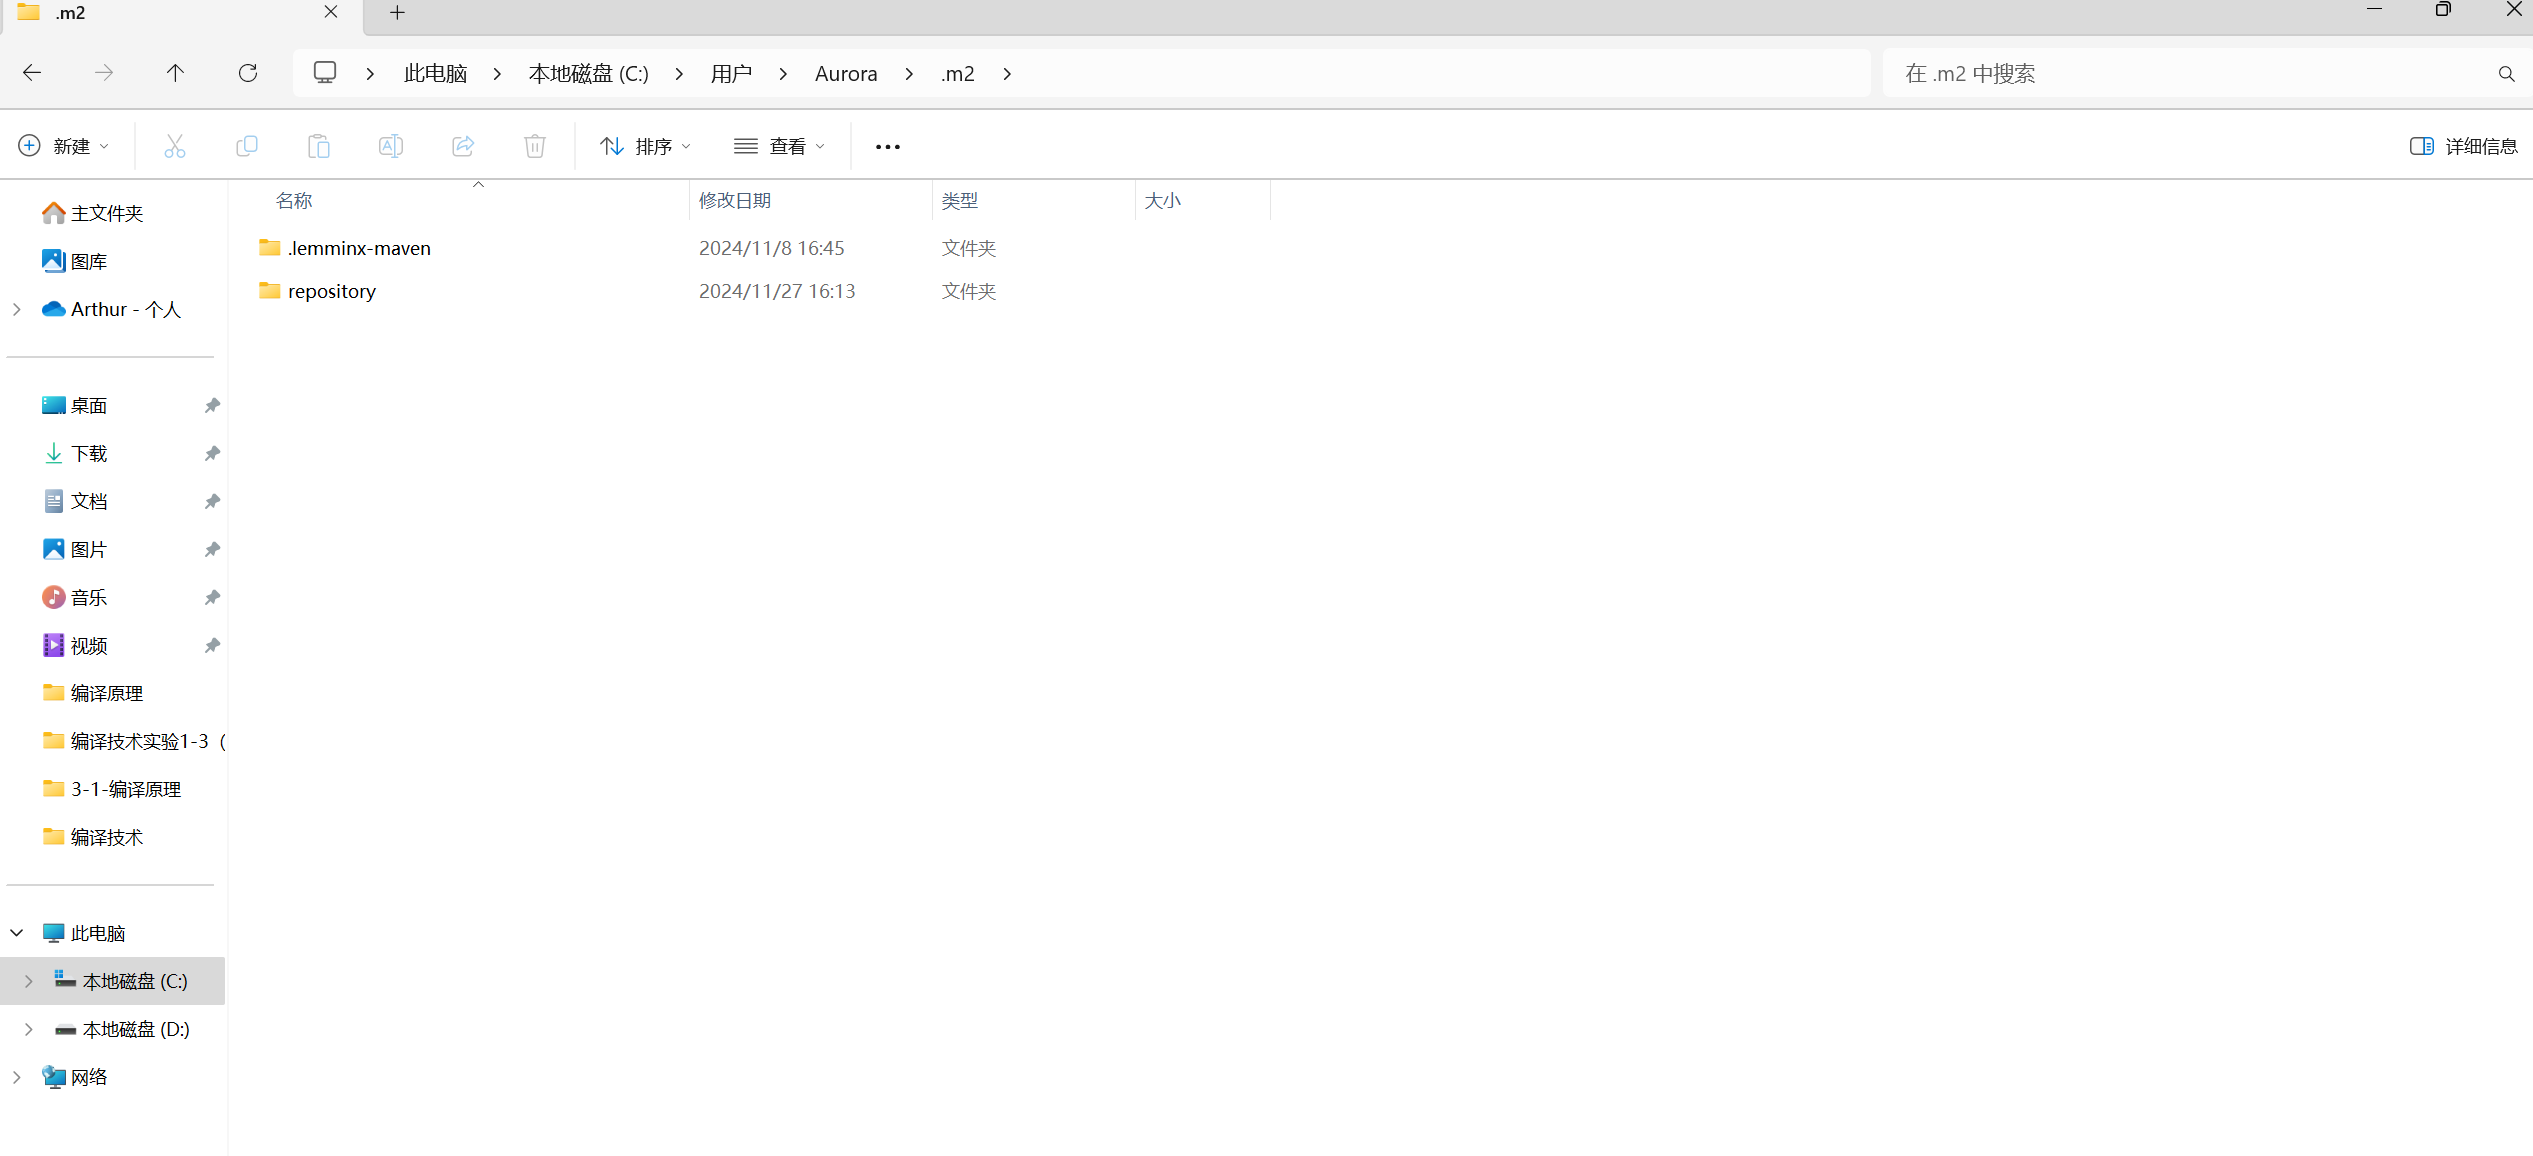 .m2
此电脑 本地磁盘 (C:) 用户 Aurora .m2
在 .m2 中搜索
新建 排序 查看 详细信息
名称 修改日期 类型 大小
.lemminx-maven 2024/11/8 16:45 文件夹
repository 2024/11/27 16:13 文件夹
主文件夹
图库
Arthur - 个人
桌面
下载
文档
图片
音乐
视频
编译原理
编译技术实验1-3（
3-1-编译原理
编译技术
此电脑
本地磁盘 (C:)
本地磁盘 (D:)
网络